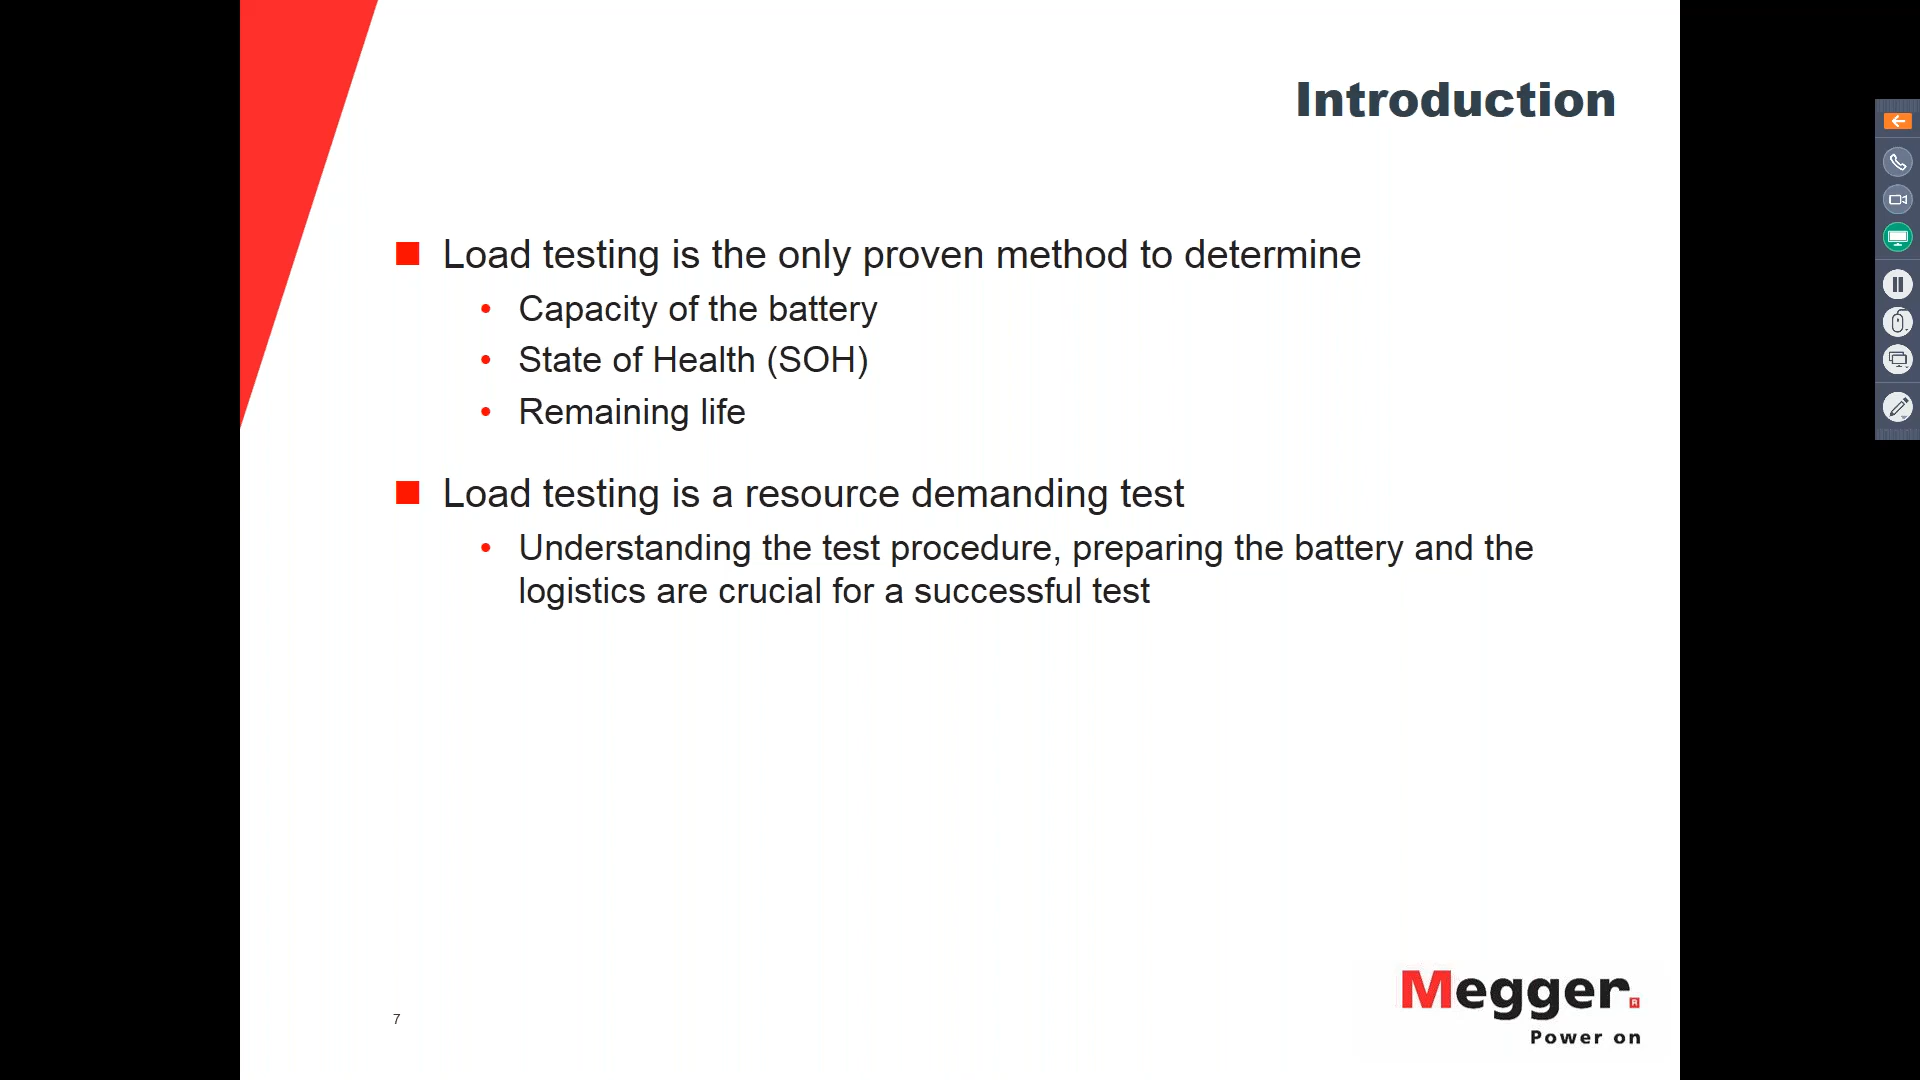 Introduction
Load testing is the only proven method to determine
• Capacity of the battery
• State of Health (SOH)
• Remaining life
Load testing is a resource demanding test
• Understanding the test procedure, preparing the battery and the
logistics are crucial for a successful test
7
Megger.
Power on